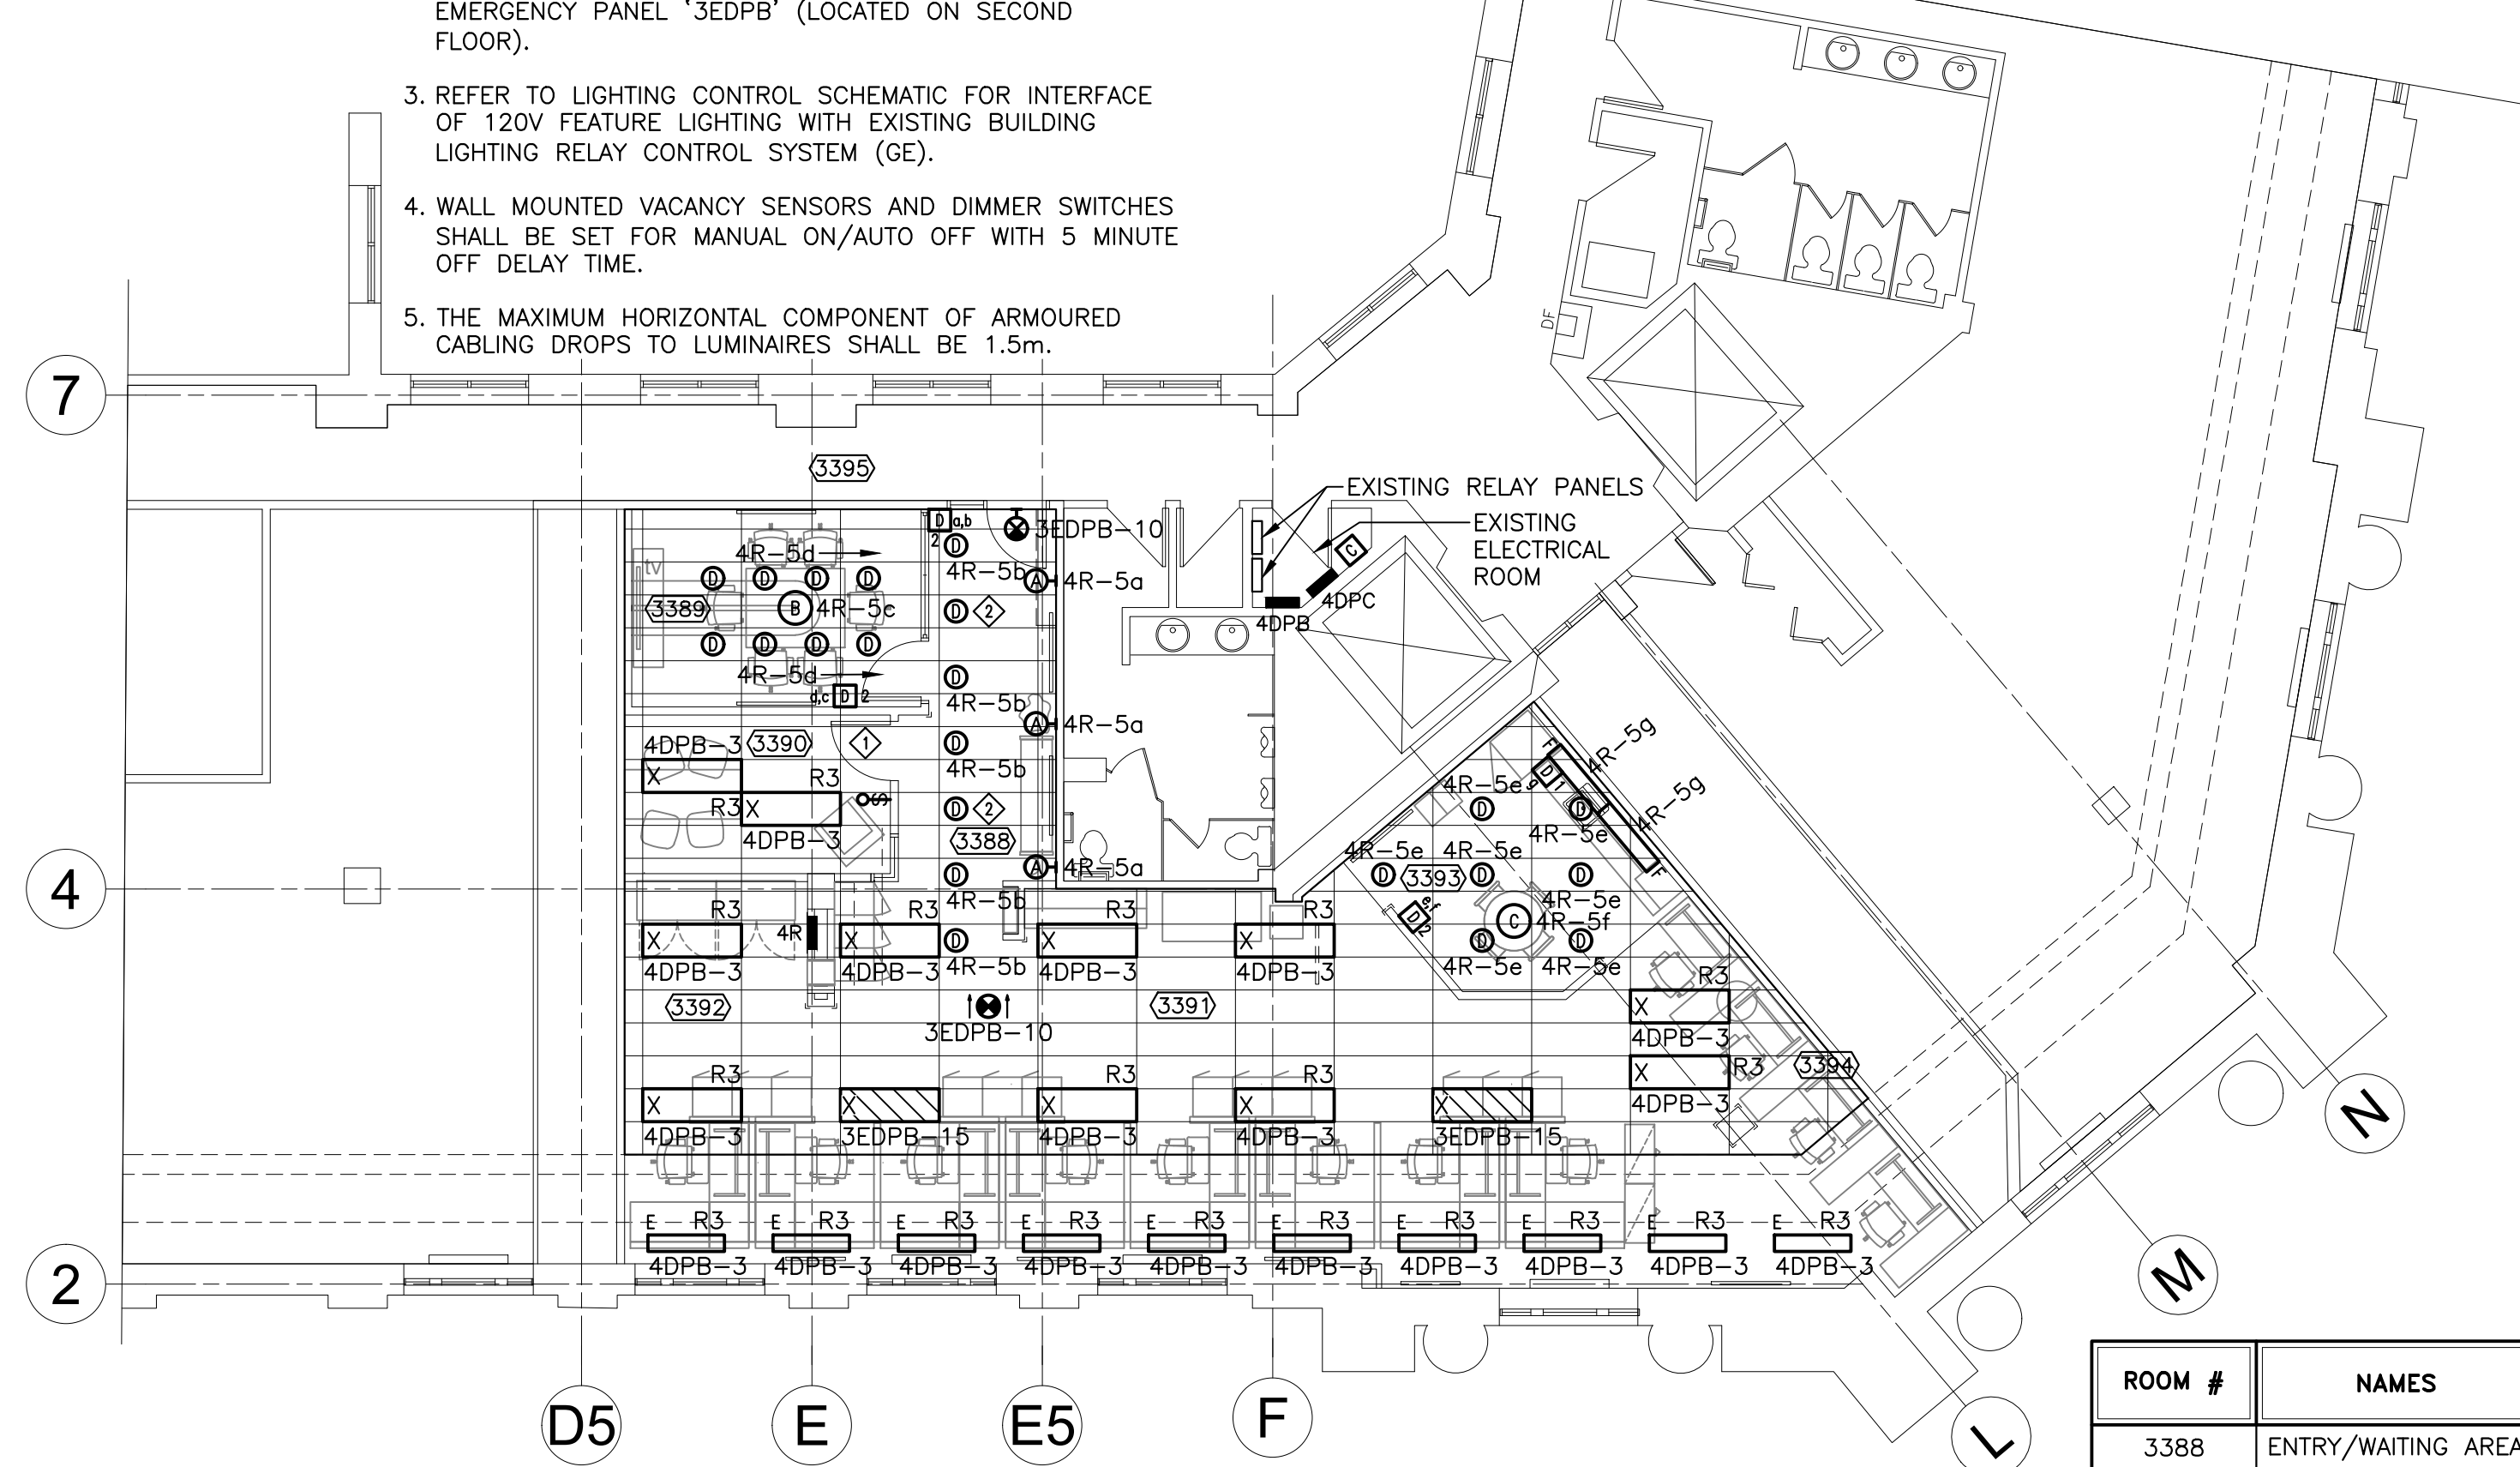 EMERGENCY PANEL '3EDPB' (LOCATED ON SECOND
FLOOR).
3. REFER TO LIGHTING CONTROL SCHEMATIC FOR INTERFACE
OF 120V FEATURE LIGHTING WITH EXISTING BUILDING
LIGHTING RELAY CONTROL SYSTEM (GE).
4. WALL MOUNTED VACANCY SENSORS AND DIMMER SWITCHES
SHALL BE SET FOR MANUAL ON/AUTO OFF WITH 5 MINUTE
OFF DELAY TIME.
5. THE MAXIMUM HORIZONTAL COMPONENT OF ARMOURED
CABLING DROPS TO LUMINAIRES SHALL BE 1.5m.
DF
7
3395
EXISTING RELAY PANELS
EXISTING
ELECTRICAL
ROOM
C
4DPC
4DPB
D a,b
2
3EDPB-10
D
4R-5d
4R-5b
A 4R-5a
tv
D D D D
3389
B 4R-5c
D 2
D D D D
4R-5d
D
4R-5b
d,c D 2
A 4R-5a
4DPB-3
3390
1
D
4R-5b
X R3
R3 X
4DPB-3
S
D 2
3388
4R-5g
F
D 1
g
4R-5g
F
4R-5e
D D
4R-5e
4
A 4R-5a
D
4R-5b
4R-5e 4R-5e
D 3393 D D
4R-5e
e,f
D
2
C 4R-5f
D D
4R-5e 4R-5e
R3 R3 R3 R3
4R
X X D X X
4DPB-3 4DPB-3 4R-5b 4DPB-3 4DPB-3
R3
X
4DPB-3
3392
3EDPB-10
3391
X R3
4DPB-3
3394
R3 R3 R3
X X X X X
4DPB-3 3EDPB-15 4DPB-3 4DPB-3 3EDPB-15
E R3 E R3 E R3 E R3 E R3 E R3 E R3 E R3 E R3 E R3
4DPB-3 4DPB-3 4DPB-3 4DPB-3 4DPB-3 4DPB-3 4DPB-3 4DPB-3 4DPB-3 4DPB-3
2
N
M
L
D5 E E5 F
ROOM # NAMES
3388 ENTRY/WAITING AREA